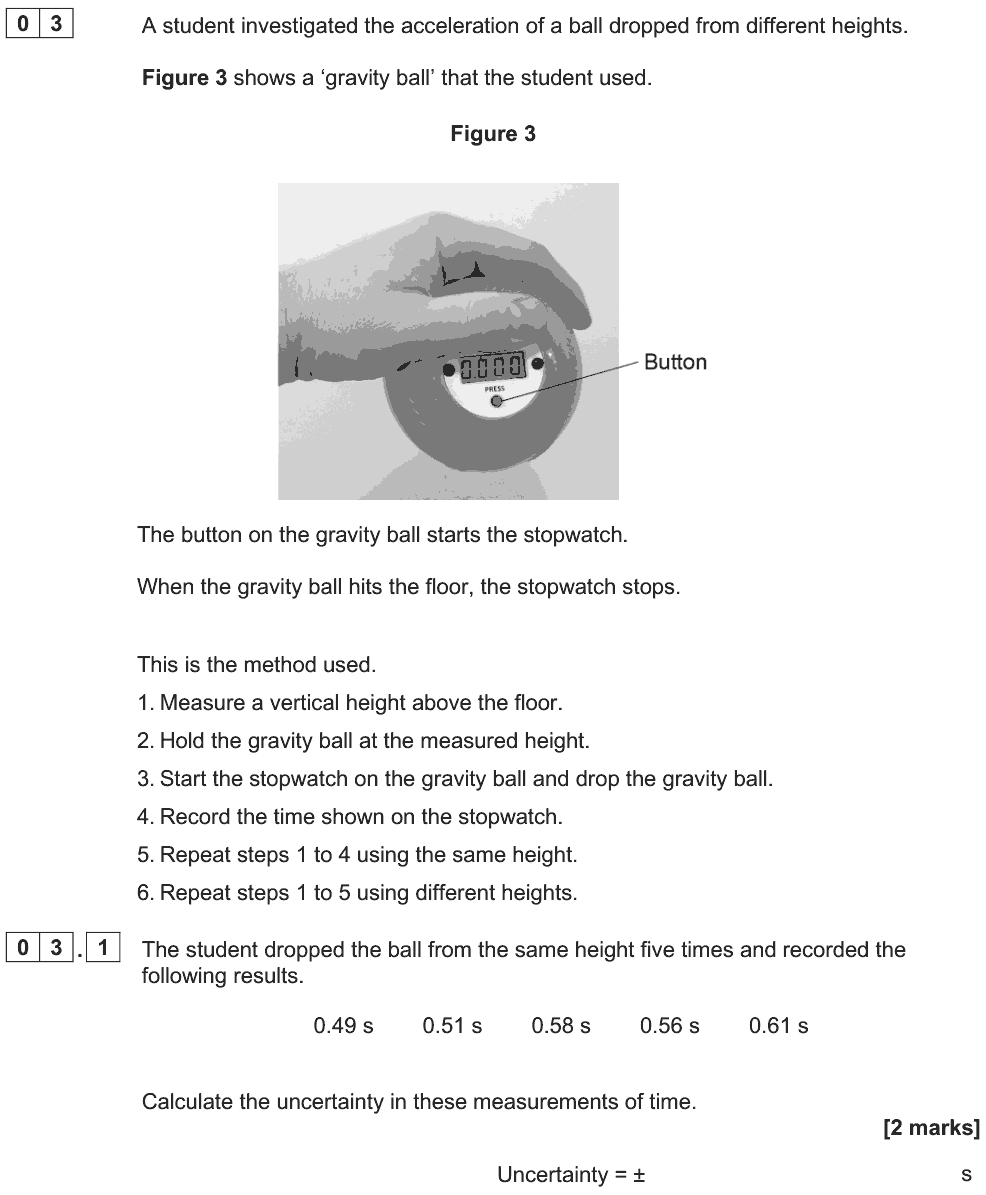 0 3 A student investigated the acceleration of a ball dropped from different heights.
Figure 3 shows a ‘gravity ball’ that the student used.
Figure 3
0.000
PRESS
Button
The button on the gravity ball starts the stopwatch.
When the gravity ball hits the floor, the stopwatch stops.
This is the method used.
1. Measure a vertical height above the floor.
2. Hold the gravity ball at the measured height.
3. Start the stopwatch on the gravity ball and drop the gravity ball.
4. Record the time shown on the stopwatch.
5. Repeat steps 1 to 4 using the same height.
6. Repeat steps 1 to 5 using different heights.
0 3 . 1 The student dropped the ball from the same height five times and recorded the
following results.
0.49 s 0.51 s 0.58 s 0.56 s 0.61 s
Calculate the uncertainty in these measurements of time.
[2 marks]
Uncertainty = ± s